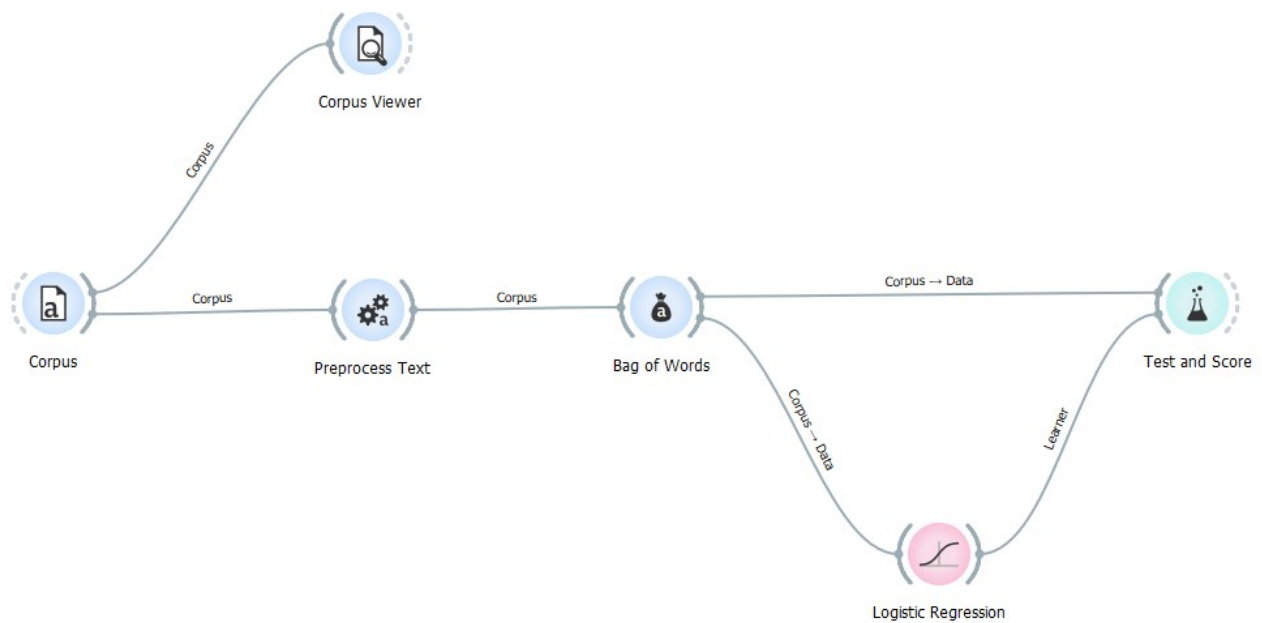 Corpus Viewer
Corpus
Corpus
Corpus
Corpus → Data
Corpus
Preprocess Text
Bag of Words
Test and Score
Corpus → Data
Learner
Logistic Regression